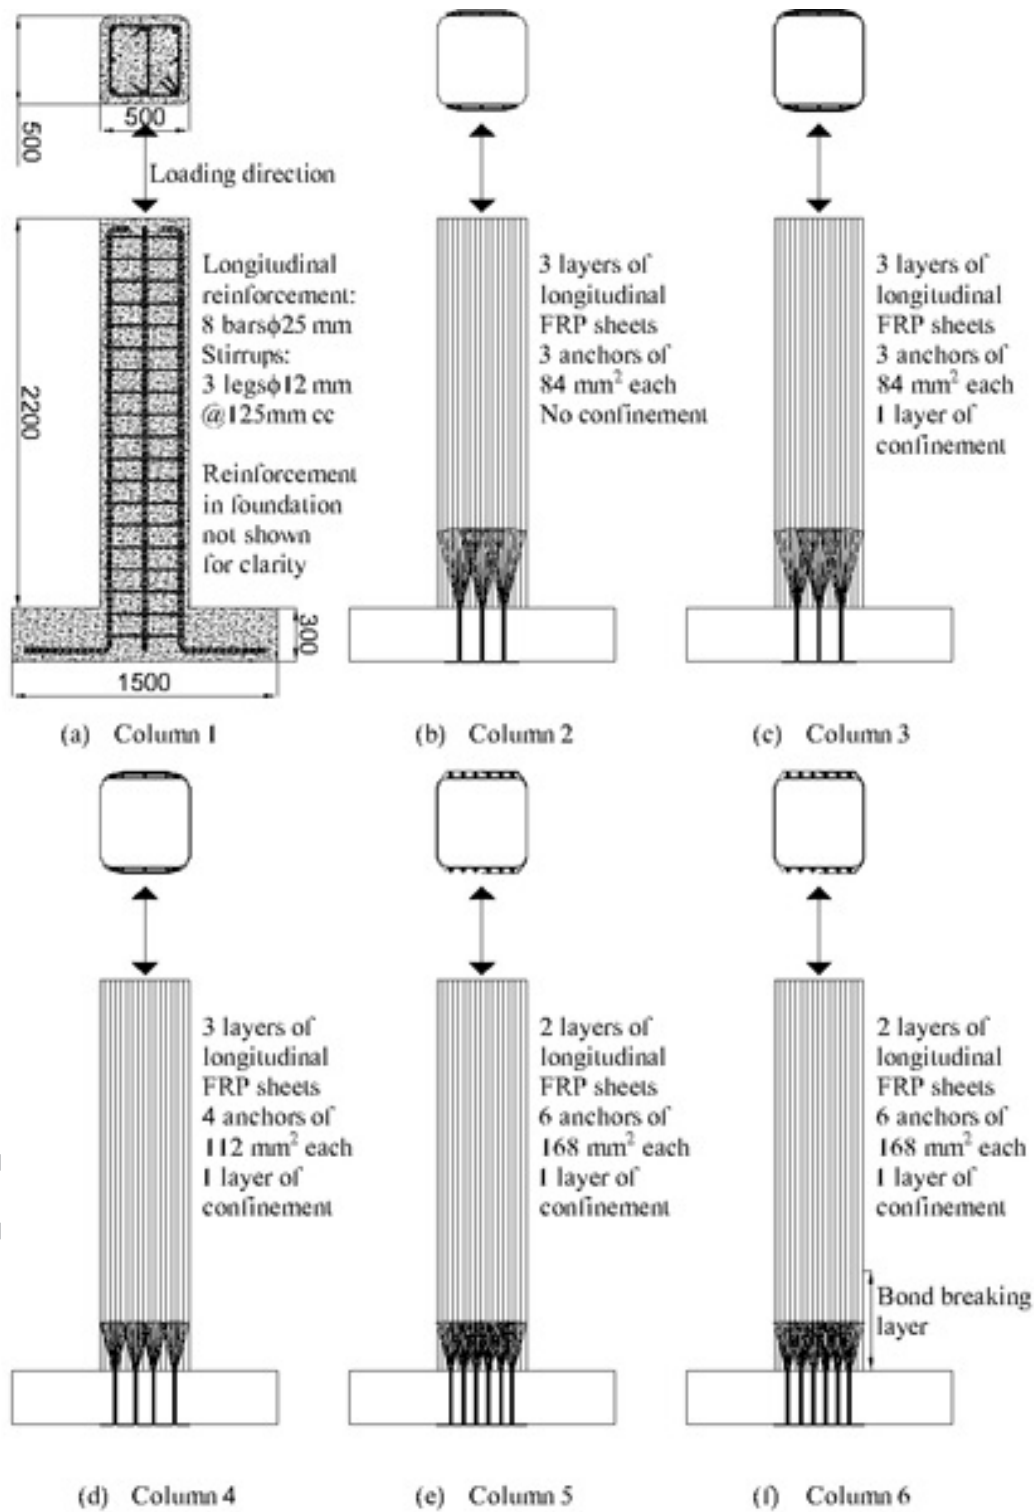 500
500
Loading direction
2200
Longitudinal
reinforcement:
8 barsϕ25 mm
Stirrups:
3 legsϕ12 mm
@125mm cc
Reinforcement
in foundation
not shown
for clarity
300
1500
(a) Column 1
3 layers of
longitudinal
FRP sheets
3 anchors of
84 mm² each
No confinement
(b) Column 2
3 layers of
longitudinal
FRP sheets
3 anchors of
84 mm² each
1 layer of
confinement
(c) Column 3
3 layers of
longitudinal
FRP sheets
4 anchors of
112 mm² each
1 layer of
confinement
(d) Column 4
2 layers of
longitudinal
FRP sheets
6 anchors of
168 mm² each
1 layer of
confinement
(e) Column 5
2 layers of
longitudinal
FRP sheets
6 anchors of
168 mm² each
1 layer of
confinement
Bond breaking
layer
(f) Column 6